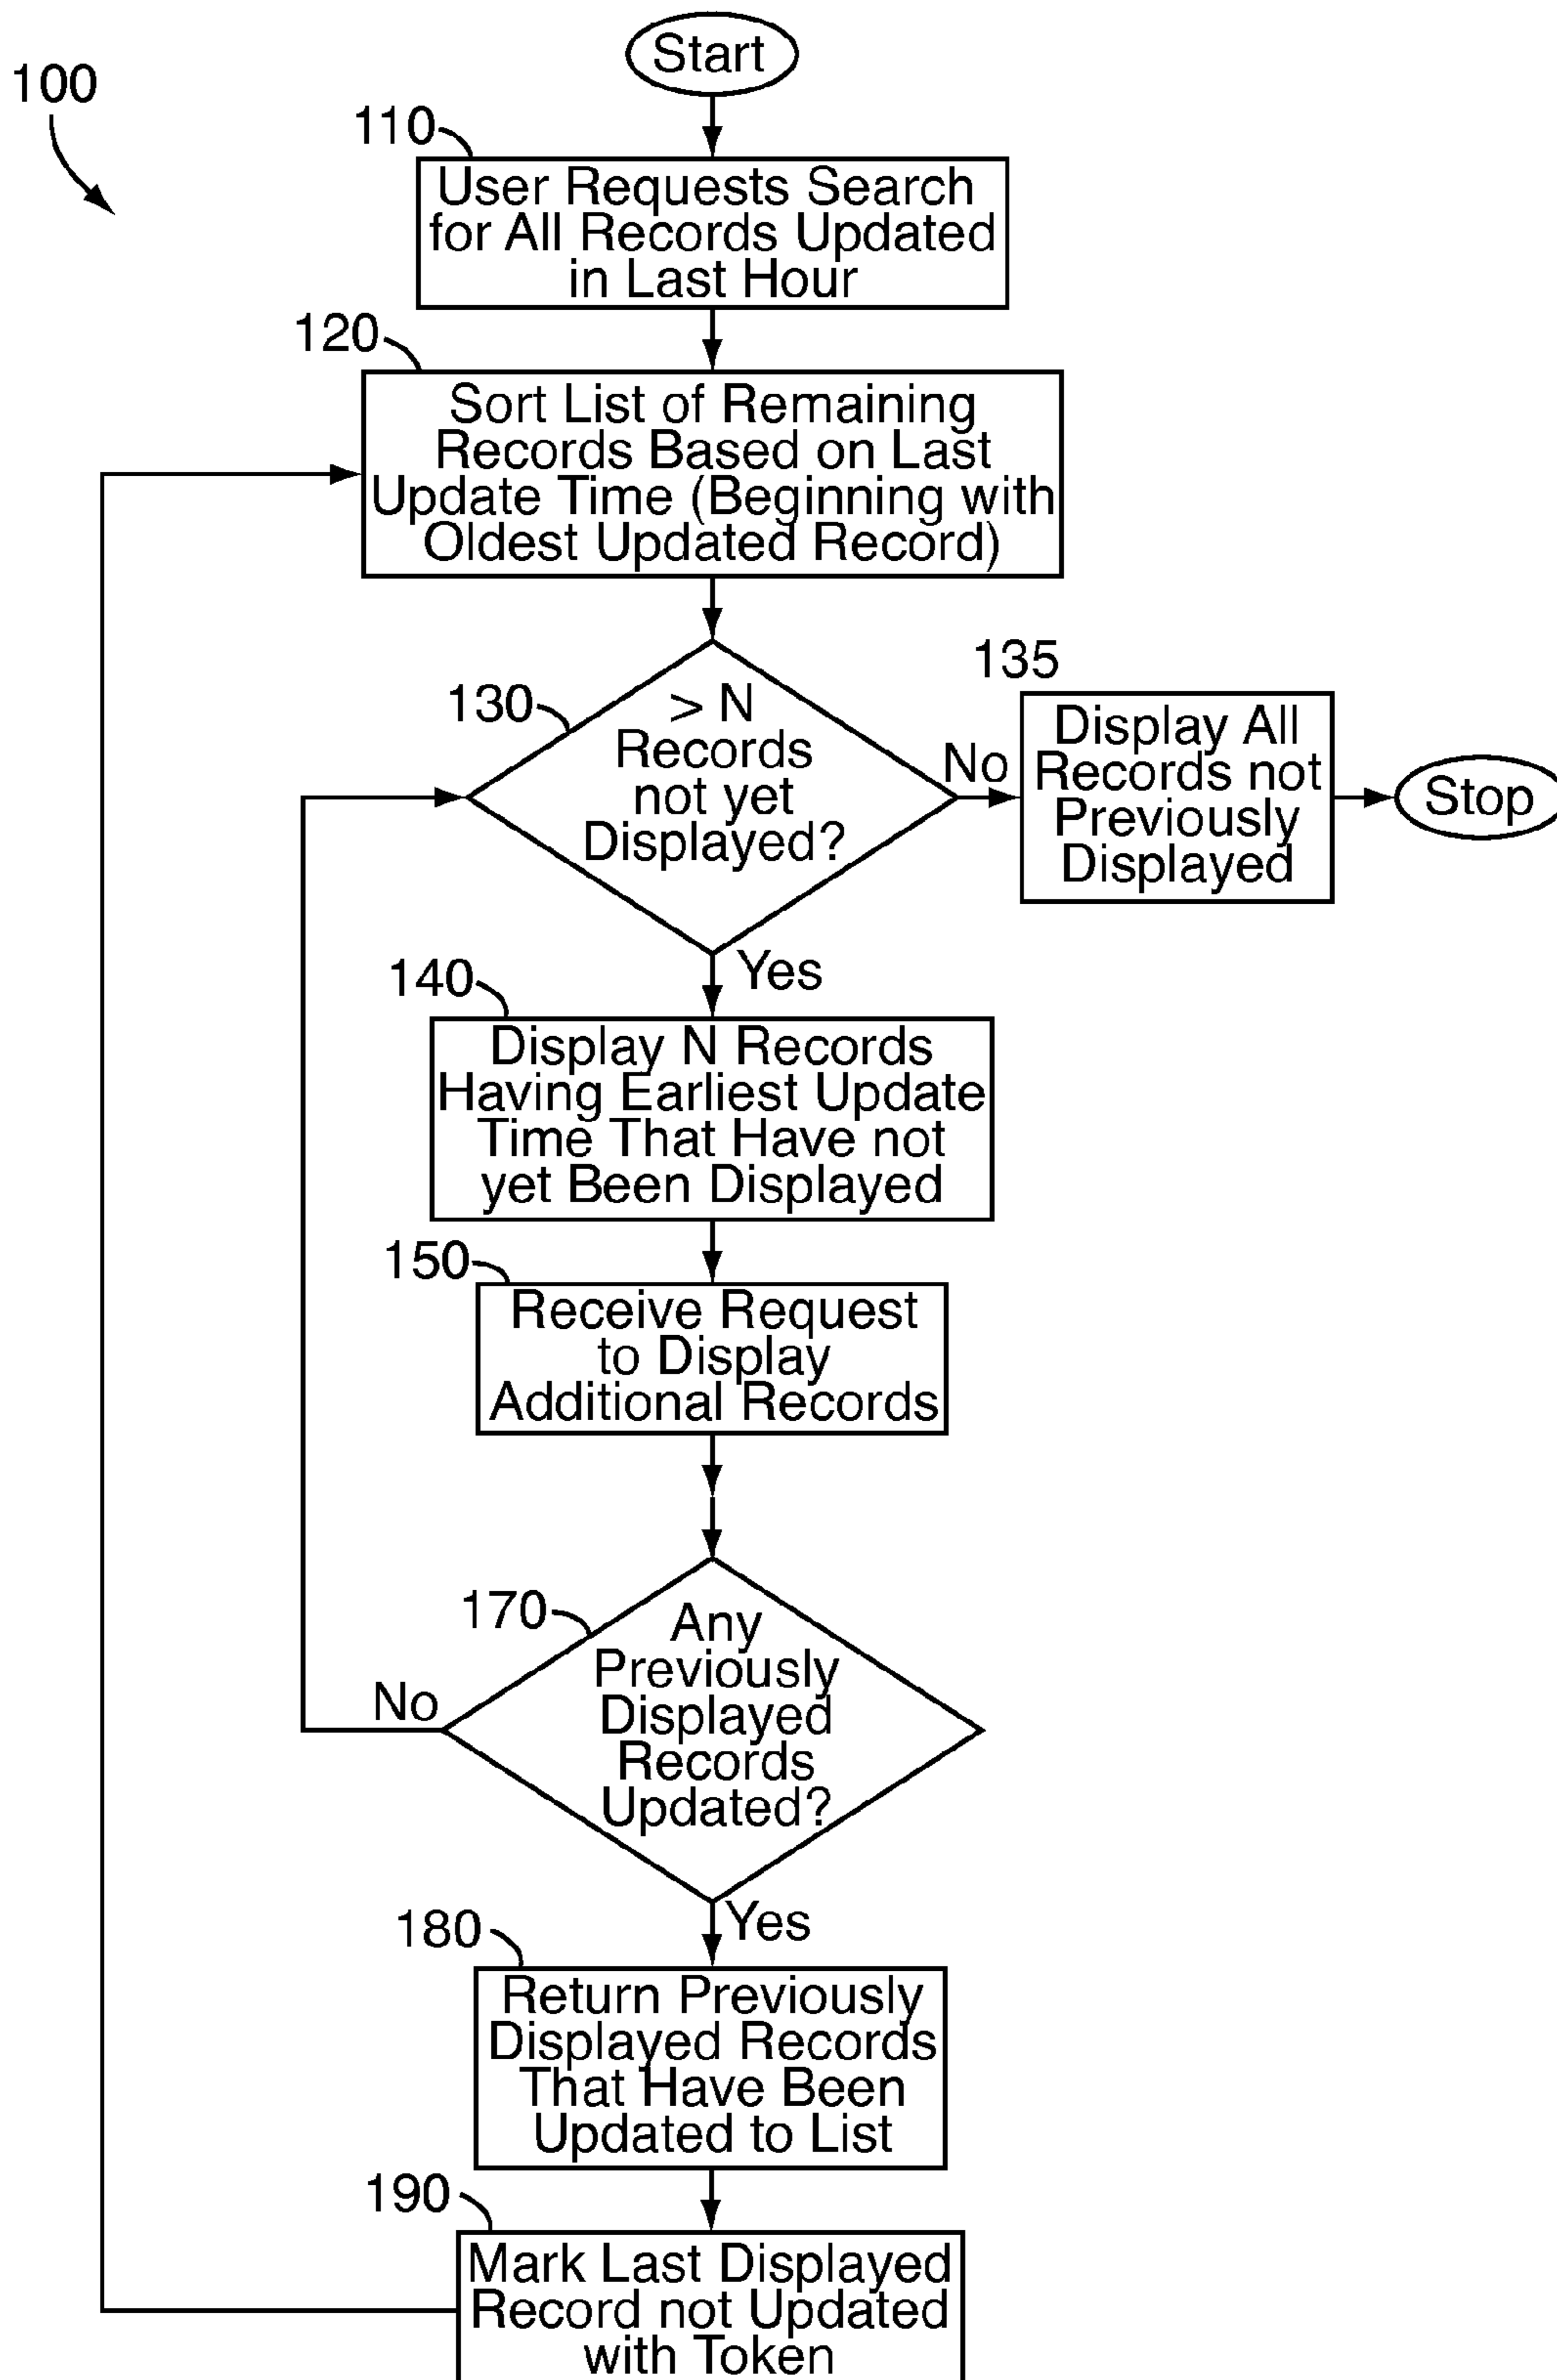 Start
100
110
User Requests Search
for All Records Updated
in Last Hour
120
Sort List of Remaining
Records Based on Last
Update Time (Beginning with
Oldest Updated Record)
130
> N
Records
not yet
Displayed?
No
135
Display All
Records not
Previously
Displayed
Stop
Yes
140
Display N Records
Having Earliest Update
Time That Have not
yet Been Displayed
150
Receive Request
to Display
Additional Records
170
Any
Previously
Displayed
Records
Updated?
No
Yes
180
Return Previously
Displayed Records
That Have Been
Updated to List
190
Mark Last Displayed
Record not Updated
with Token